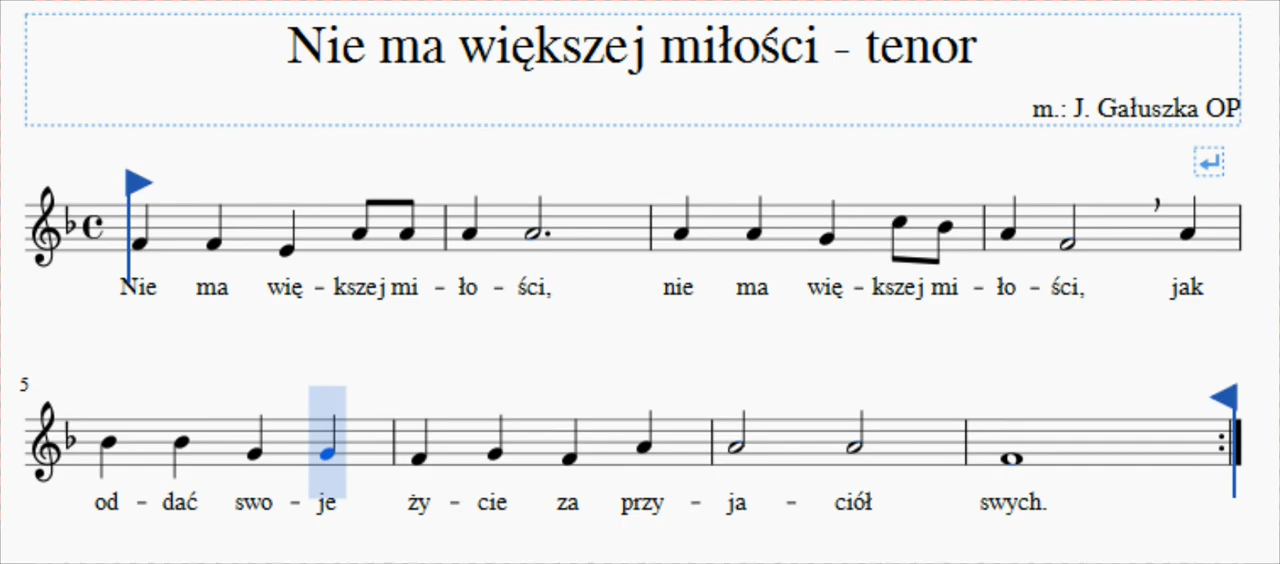 Nie ma większej miłości - tenor
m.: J. Gałuszka OP
Nie ma wię - kszej mi - ło - ści, nie ma wię - kszej mi - ło - ści, jak
5
od - dać swo - je ży - cie za przy - ja - ciół swych.